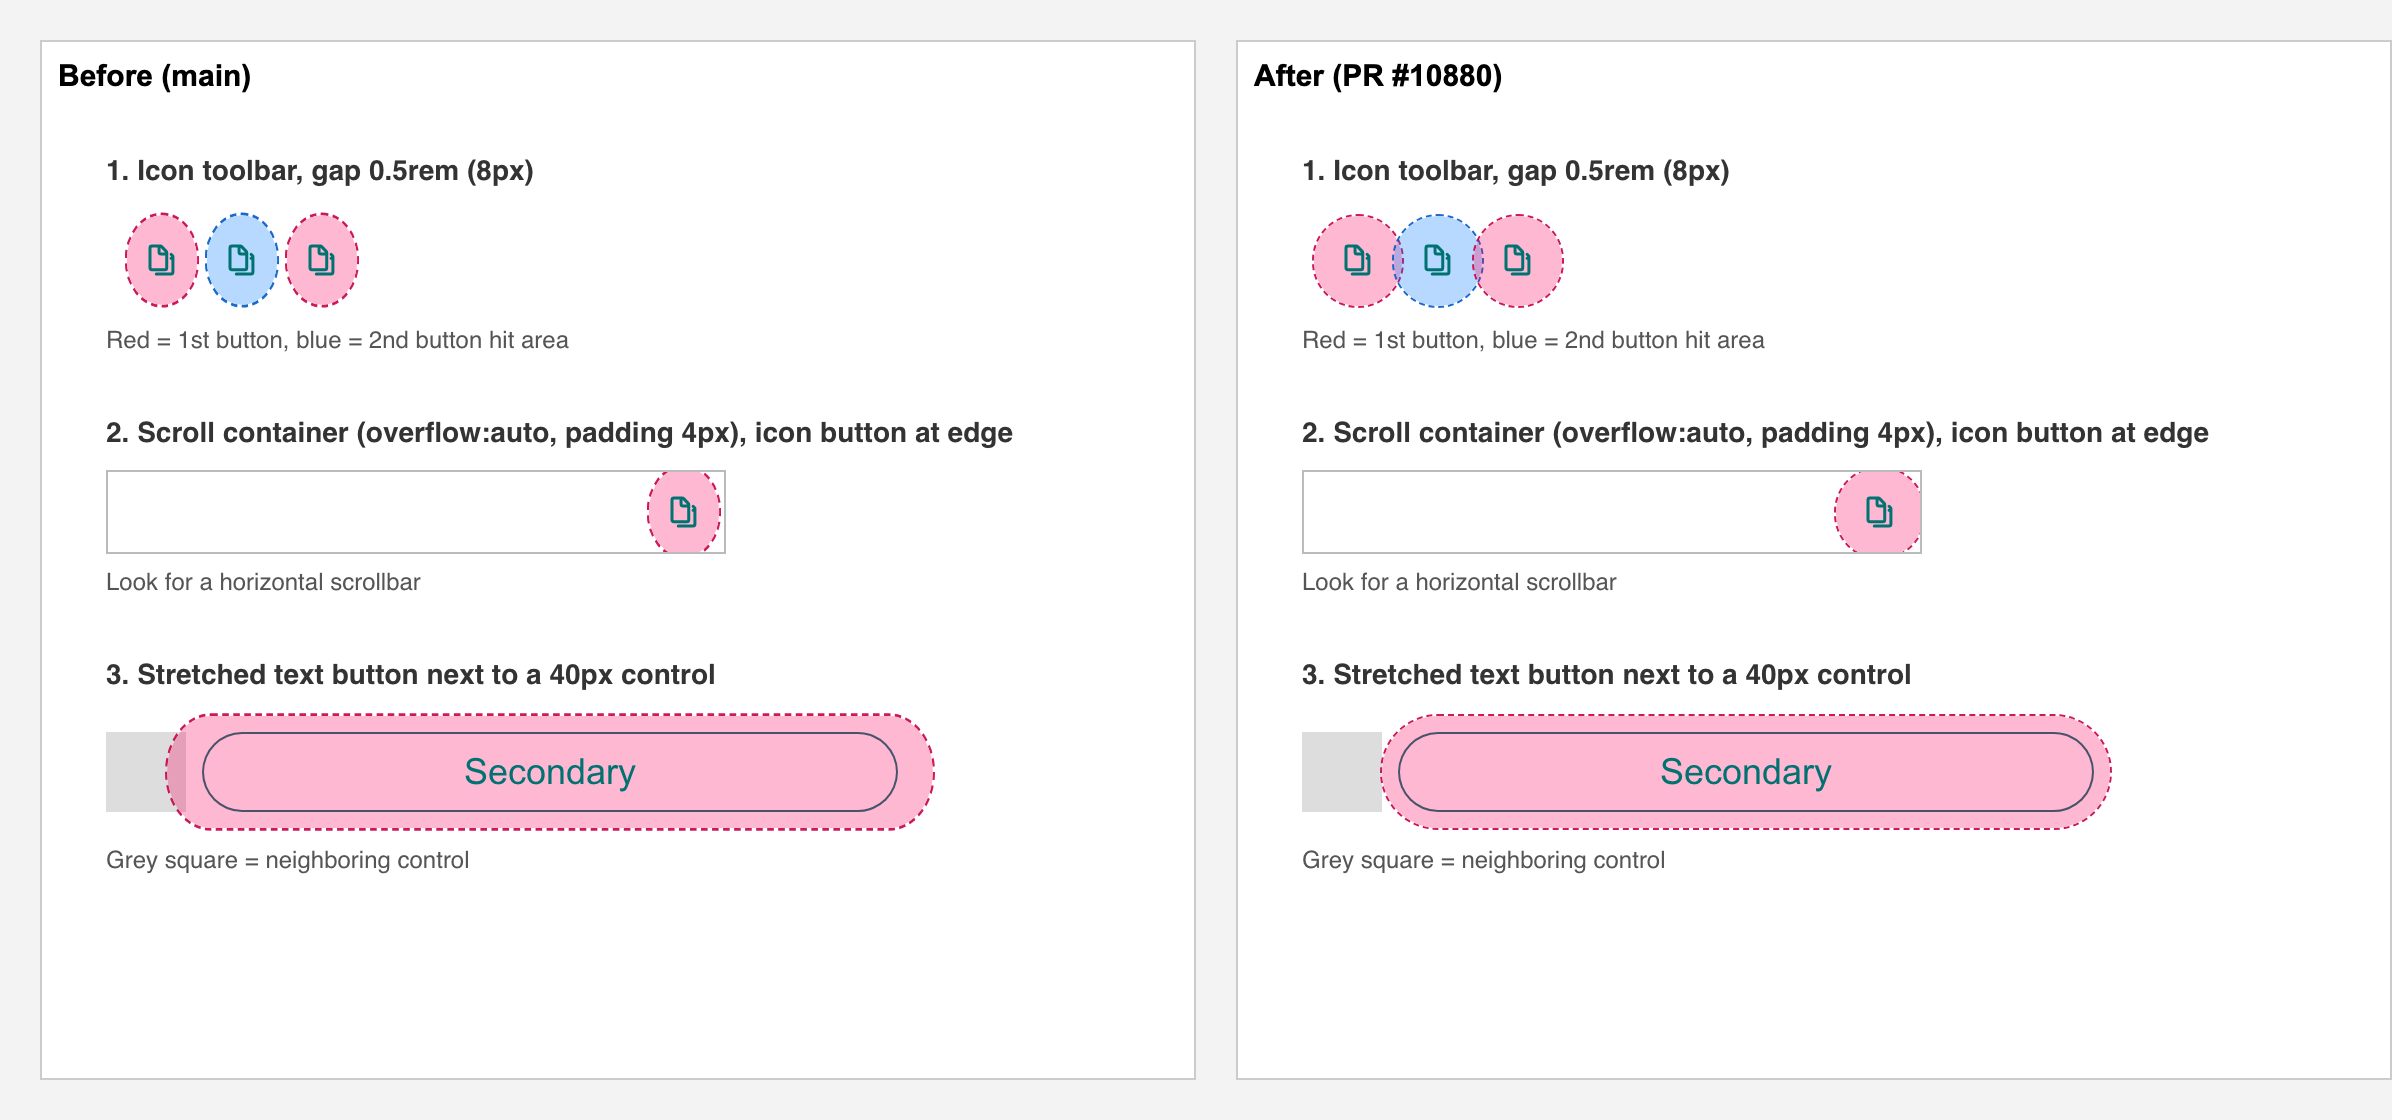 Before (main)
1. Icon toolbar, gap 0.5rem (8px)
Red = 1st button, blue = 2nd button hit area
2. Scroll container (overflow:auto, padding 4px), icon button at edge
Look for a horizontal scrollbar
3. Stretched text button next to a 40px control
Secondary
Grey square = neighboring control
After (PR #10880)
1. Icon toolbar, gap 0.5rem (8px)
Red = 1st button, blue = 2nd button hit area
2. Scroll container (overflow:auto, padding 4px), icon button at edge
Look for a horizontal scrollbar
3. Stretched text button next to a 40px control
Secondary
Grey square = neighboring control